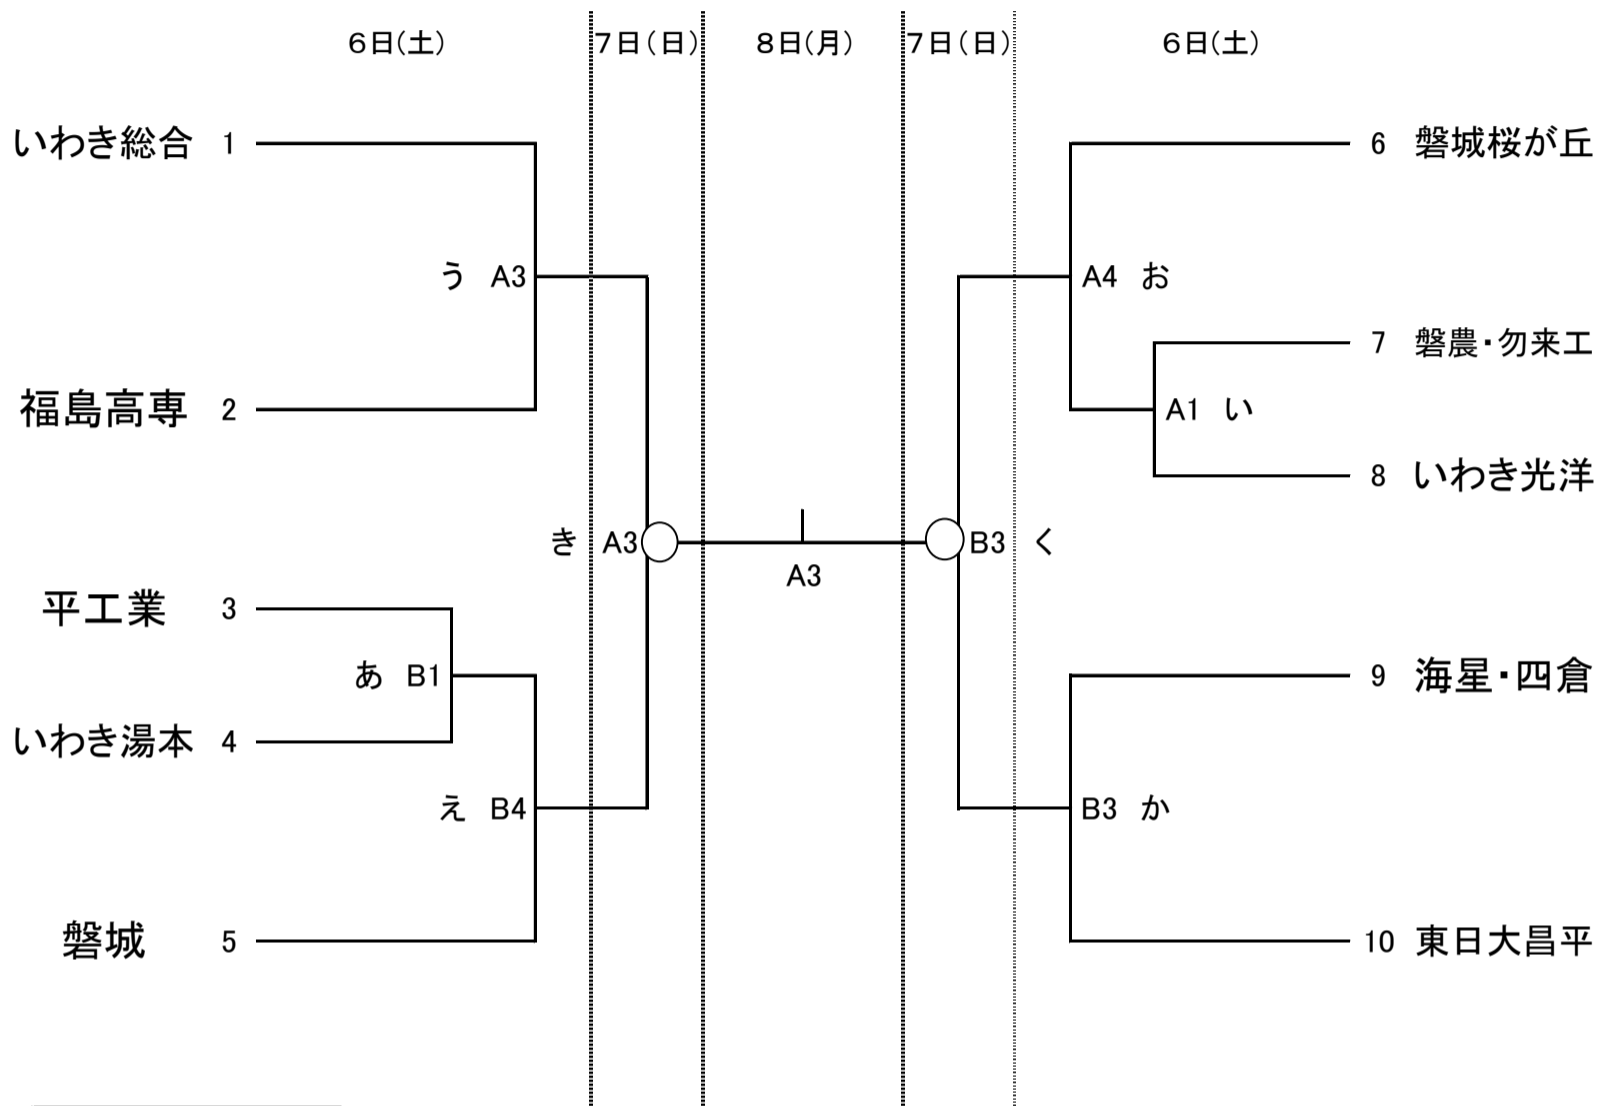 6日(土) 7日(日) 8日(月) 7日(日) 6日(土)
いわき総合 1
6 磐城桜が丘
う A3
A4 お
7 磐農・勿来工
福島高専 2
A1 い
8 いわき光洋
き A3
B3 く
A3
平工業 3
あ B1
9 海星・四倉
いわき湯本 4
え B4
B3 か
磐城 5
10 東日大昌平